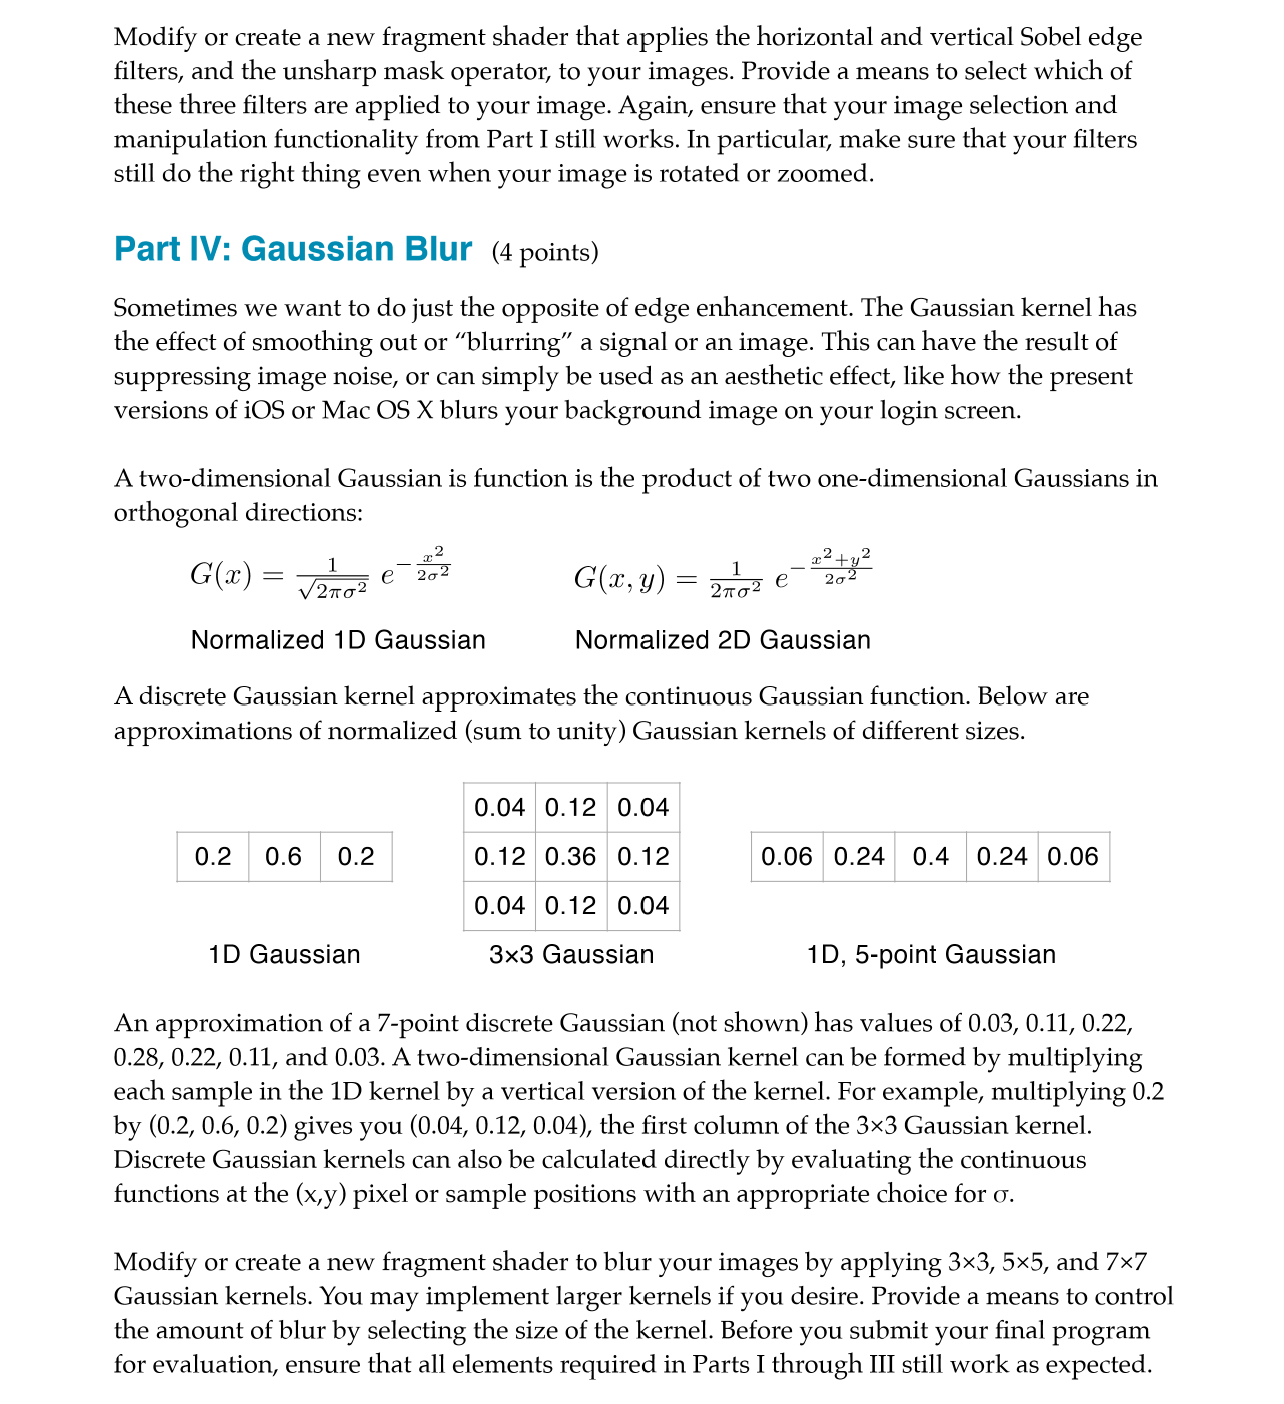 Modify or create a new fragment shader that applies the horizontal and vertical Sobel edge
filters, and the unsharp mask operator, to your images. Provide a means to select which of
these three filters are applied to your image. Again, ensure that your image selection and
manipulation functionality from Part I still works. In particular, make sure that your filters
still do the right thing even when your image is rotated or zoomed.
Part IV: Gaussian Blur (4 points)
Sometimes we want to do just the opposite of edge enhancement. The Gaussian kernel has
the effect of smoothing out or “blurring” a signal or an image. This can have the result of
suppressing image noise, or can simply be used as an aesthetic effect, like how the present
versions of iOS or Mac OS X blurs your background image on your login screen.
A two-dimensional Gaussian is function is the product of two one-dimensional Gaussians in
orthogonal directions:
G(x) = \frac{1}{\sqrt{2πσ^2}} e^{-\frac{x^2}{2σ^2}} G(x, y) = \frac{1}{2πσ^2} e^{-\frac{x^2+y^2}{2σ^2}}
Normalized 1D Gaussian Normalized 2D Gaussian
A discrete Gaussian kernel approximates the continuous Gaussian function. Below are
approximations of normalized (sum to unity) Gaussian kernels of different sizes.
0.04 0.12 0.04
0.2 0.6 0.2 0.12 0.36 0.12 0.06 0.24 0.4 0.24 0.06
0.04 0.12 0.04
1D Gaussian 3×3 Gaussian 1D, 5-point Gaussian
An approximation of a 7-point discrete Gaussian (not shown) has values of 0.03, 0.11, 0.22,
0.28, 0.22, 0.11, and 0.03. A two-dimensional Gaussian kernel can be formed by multiplying
each sample in the 1D kernel by a vertical version of the kernel. For example, multiplying 0.2
by (0.2, 0.6, 0.2) gives you (0.04, 0.12, 0.04), the first column of the 3×3 Gaussian kernel.
Discrete Gaussian kernels can also be calculated directly by evaluating the continuous
functions at the (x,y) pixel or sample positions with an appropriate choice for σ.
Modify or create a new fragment shader to blur your images by applying 3×3, 5×5, and 7×7
Gaussian kernels. You may implement larger kernels if you desire. Provide a means to control
the amount of blur by selecting the size of the kernel. Before you submit your final program
for evaluation, ensure that all elements required in Parts I through III still work as expected.